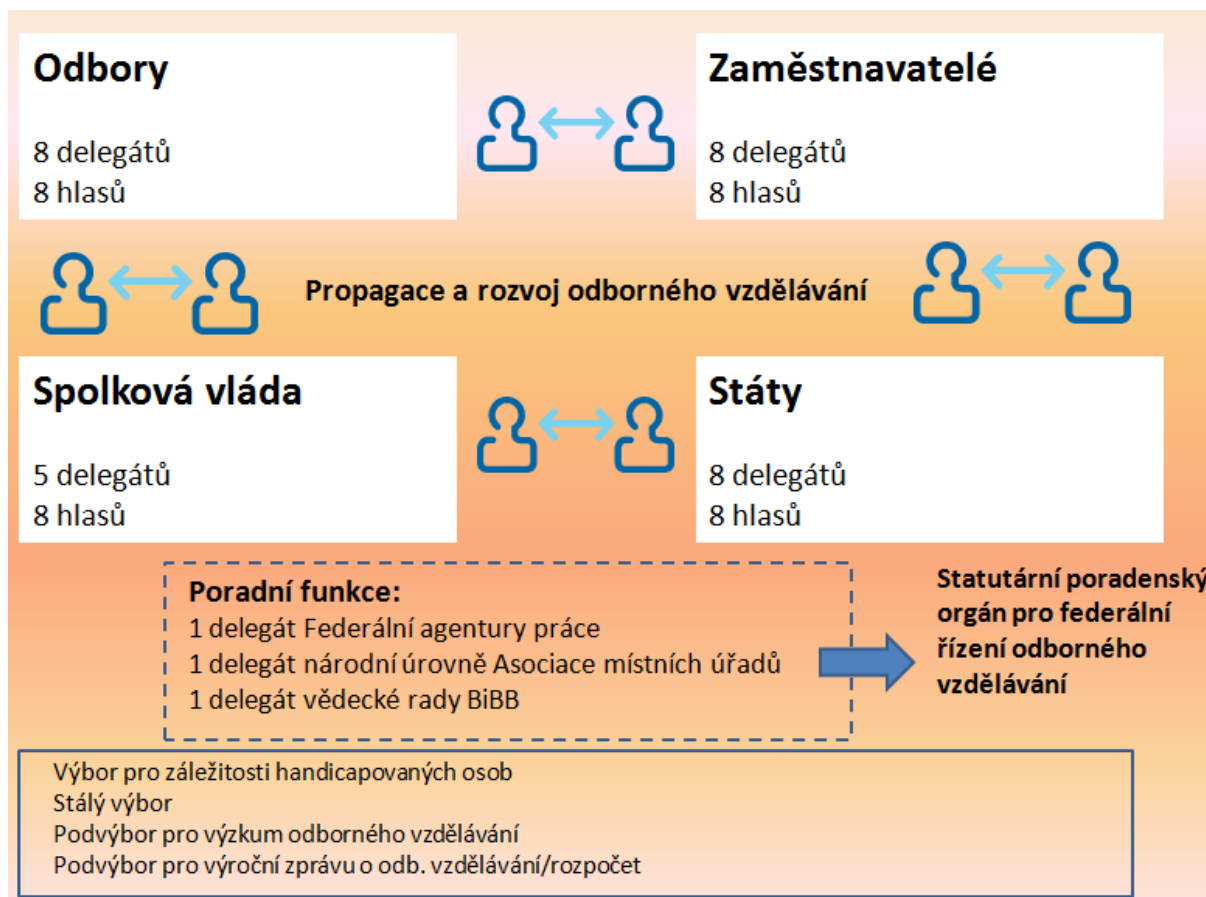 Odbory
8 delegátů
8 hlasů
Zaměstnavatelé
8 delegátů
8 hlasů
Propagace a rozvoj odborného vzdělávání
Spolková vláda
5 delegátů
8 hlasů
Státy
8 delegátů
8 hlasů
Poradní funkce:
1 delegát Federální agentury práce
1 delegát národní úrovně Asociace místních úřadů
1 delegát vědecké rady BiBB
Statutární poradenský
orgán pro federální
řízení odborného
vzdělávání
Výbor pro záležitosti handicapovaných osob
Stálý výbor
Podvýbor pro výzkum odborného vzdělávání
Podvýbor pro výroční zprávu o odb. vzdělávání/rozpočet